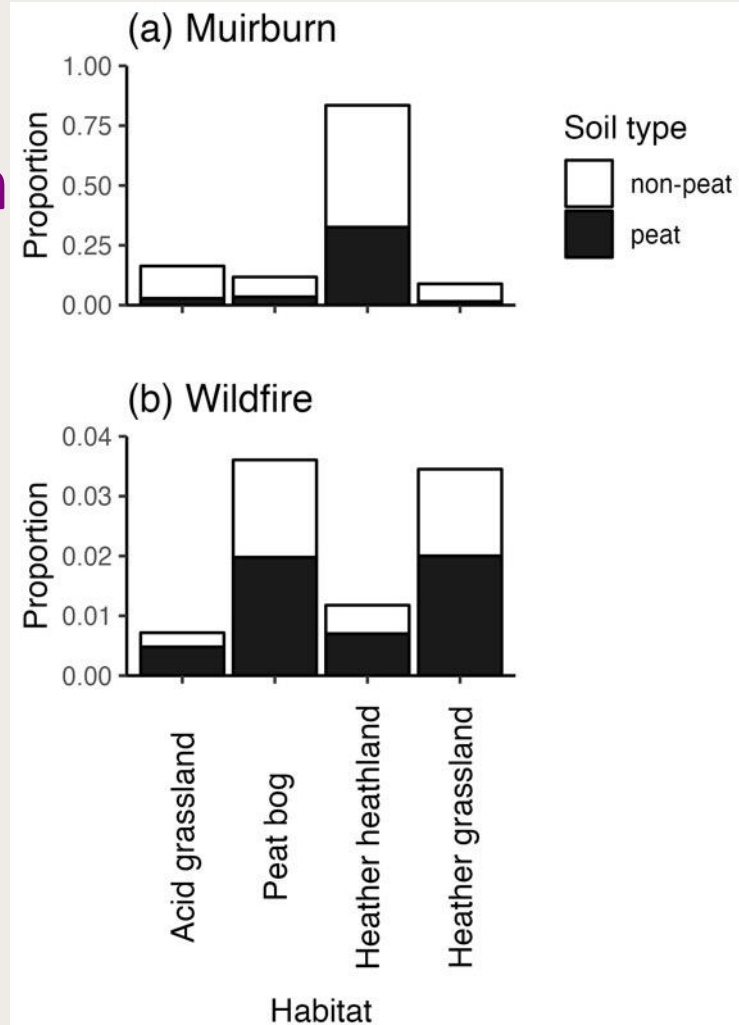 (a) Muirburn
1.00
0.75
0.50
0.25
0.00
Proportion
Soil type
non-peat
peat
(b) Wildfire
0.04
0.03
0.02
0.01
0.00
Proportion
Acid grassland
Peat bog
Heather heathland
Heather grassland
Habitat